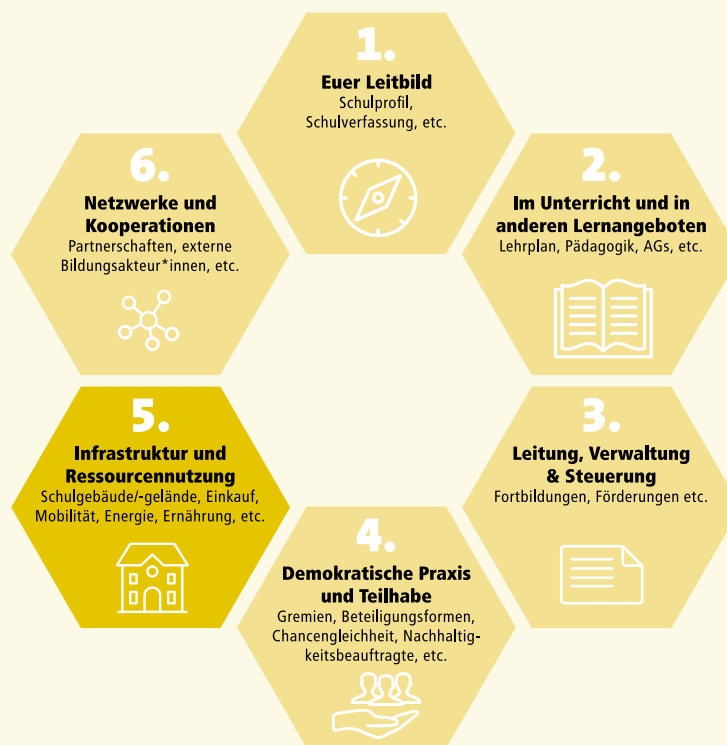 1.
Euer Leitbild
Schulprofil,
Schulverfassung, etc.
2.
Im Unterricht und in
anderen Lernangeboten
Lehrplan, Pädagogik, AGs, etc.
3.
Leitung, Verwaltung
& Steuerung
Fortbildungen, Förderungen etc.
4.
Demokratische Praxis
und Teilhabe
Gremien, Beteiligungsformen,
Chancengleichheit, Nachhaltig-
keitsbeauftragte, etc.
5.
Infrastruktur und
Ressourcennutzung
Schulgebäude/-gelände, Einkauf,
Mobilität, Energie, Ernährung, etc.
6.
Netzwerke und
Kooperationen
Partnerschaften, externe
Bildungsakteur*innen, etc.